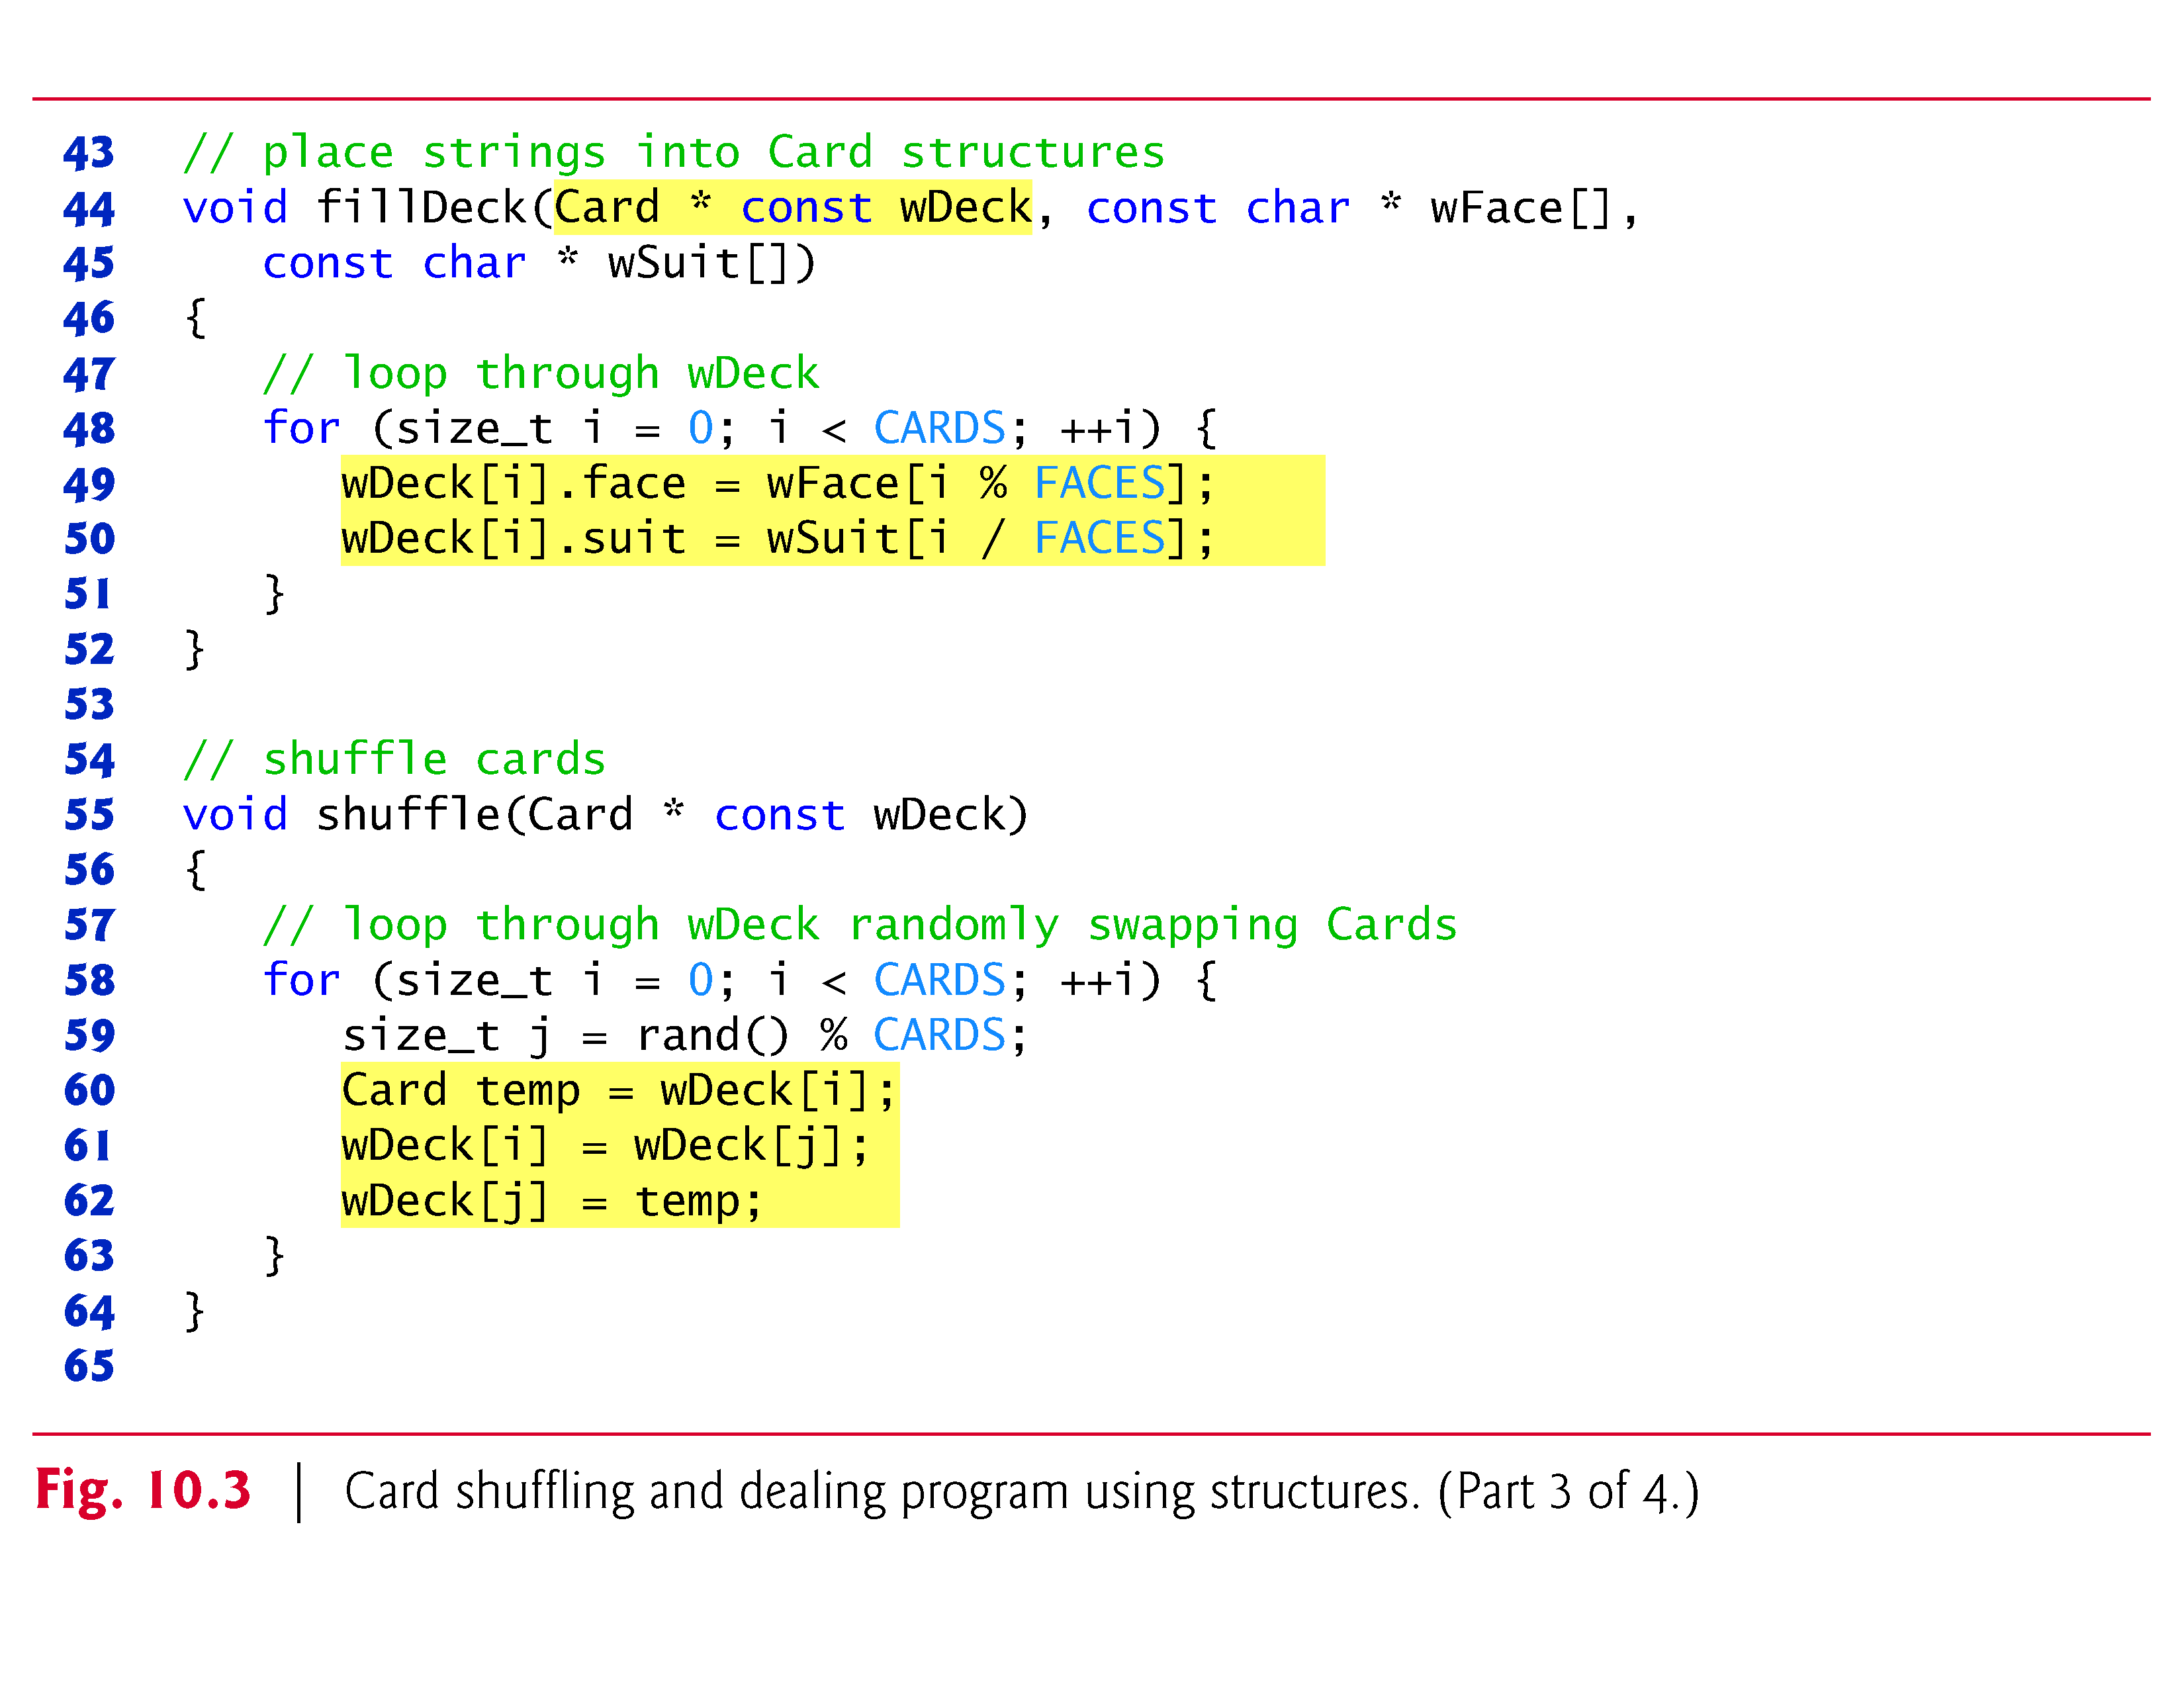 43 // place strings into Card structures
44 void fillDeck(Card * const wDeck, const char * wFace[],
45    const char * wSuit[])
46 {
47    // loop through wDeck
48    for (size_t i = 0; i < CARDS; ++i) {
49       wDeck[i].face = wFace[i % FACES];
50       wDeck[i].suit = wSuit[i / FACES];
51    }
52 }
53
54 // shuffle cards
55 void shuffle(Card * const wDeck)
56 {
57    // loop through wDeck randomly swapping Cards
58    for (size_t i = 0; i < CARDS; ++i) {
59       size_t j = rand() % CARDS;
60       Card temp = wDeck[i];
61       wDeck[i] = wDeck[j];
62       wDeck[j] = temp;
63    }
64 }
65
Fig. 10.3 | Card shuffling and dealing program using structures. (Part 3 of 4.)